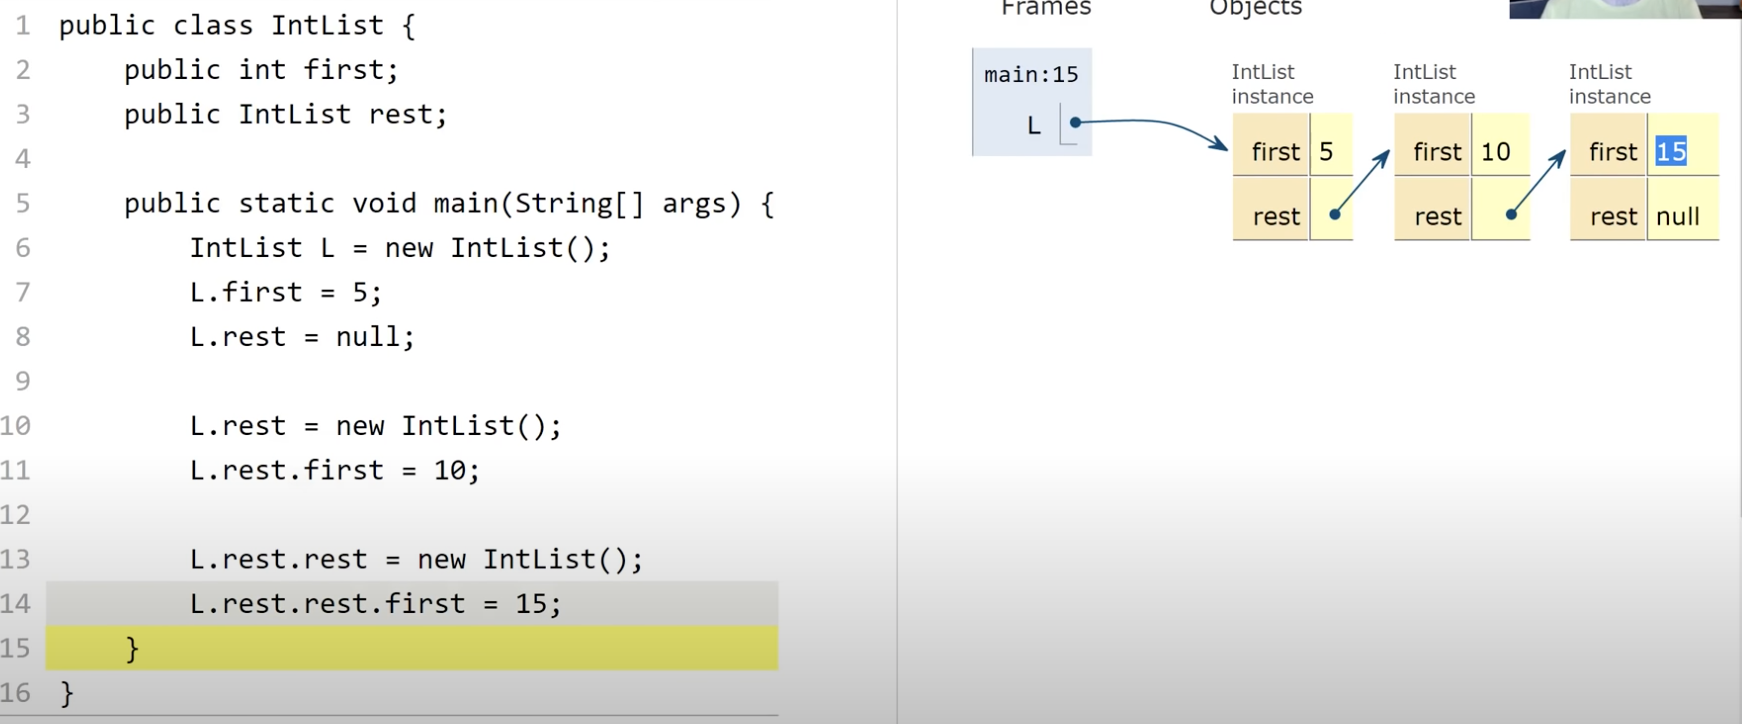 1 public class IntList {
2 public int first;
3 public IntList rest;
4
5 public static void main(String[] args) {
6 IntList L = new IntList();
7 L.first = 5;
8 L.rest = null;
9
10 L.rest = new IntList();
11 L.rest.first = 10;
12
13 L.rest.rest = new IntList();
14 L.rest.rest.first = 15;
15 }
16 }
Frames Objects
main:15
L
IntList
instance
first 5
rest
IntList
instance
first 10
rest
IntList
instance
first 15
rest null